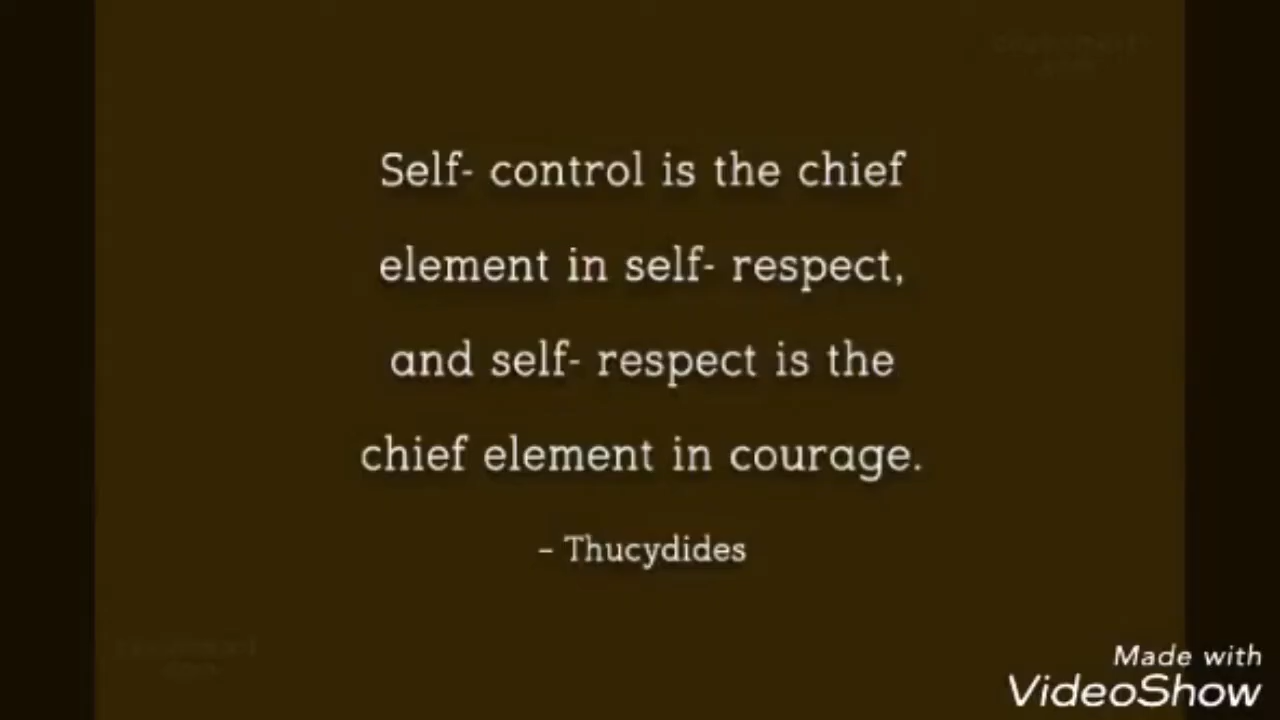 Self- control is the chief
element in self- respect,
and self- respect is the
chief element in courage.
- Thucydides
Made with
VideoShow